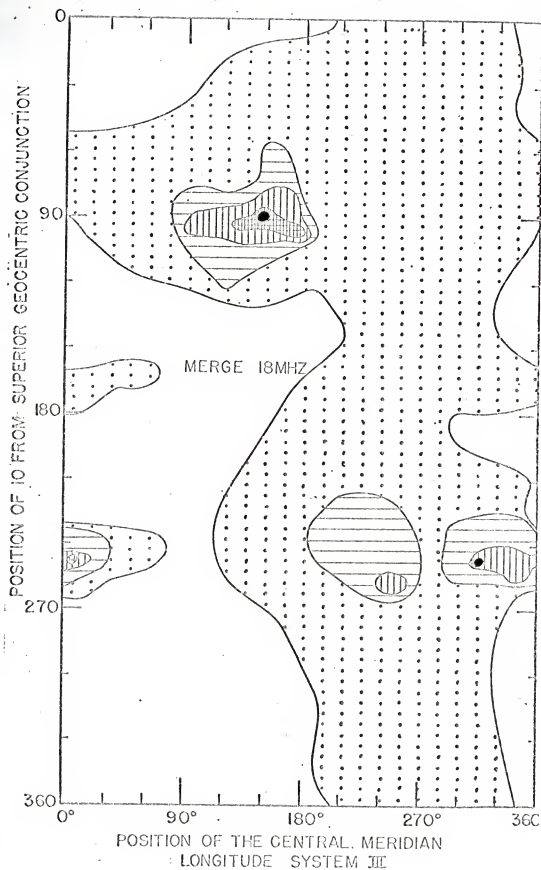 0
90
180
270
360
POSITION OF IO FROM SUPERIOR GEOCENTRIC CONJUNCTION
MERGE 18MHZ
0° 90° 180° 270° 360
POSITION OF THE CENTRAL MERIDIAN
LONGITUDE SYSTEM III